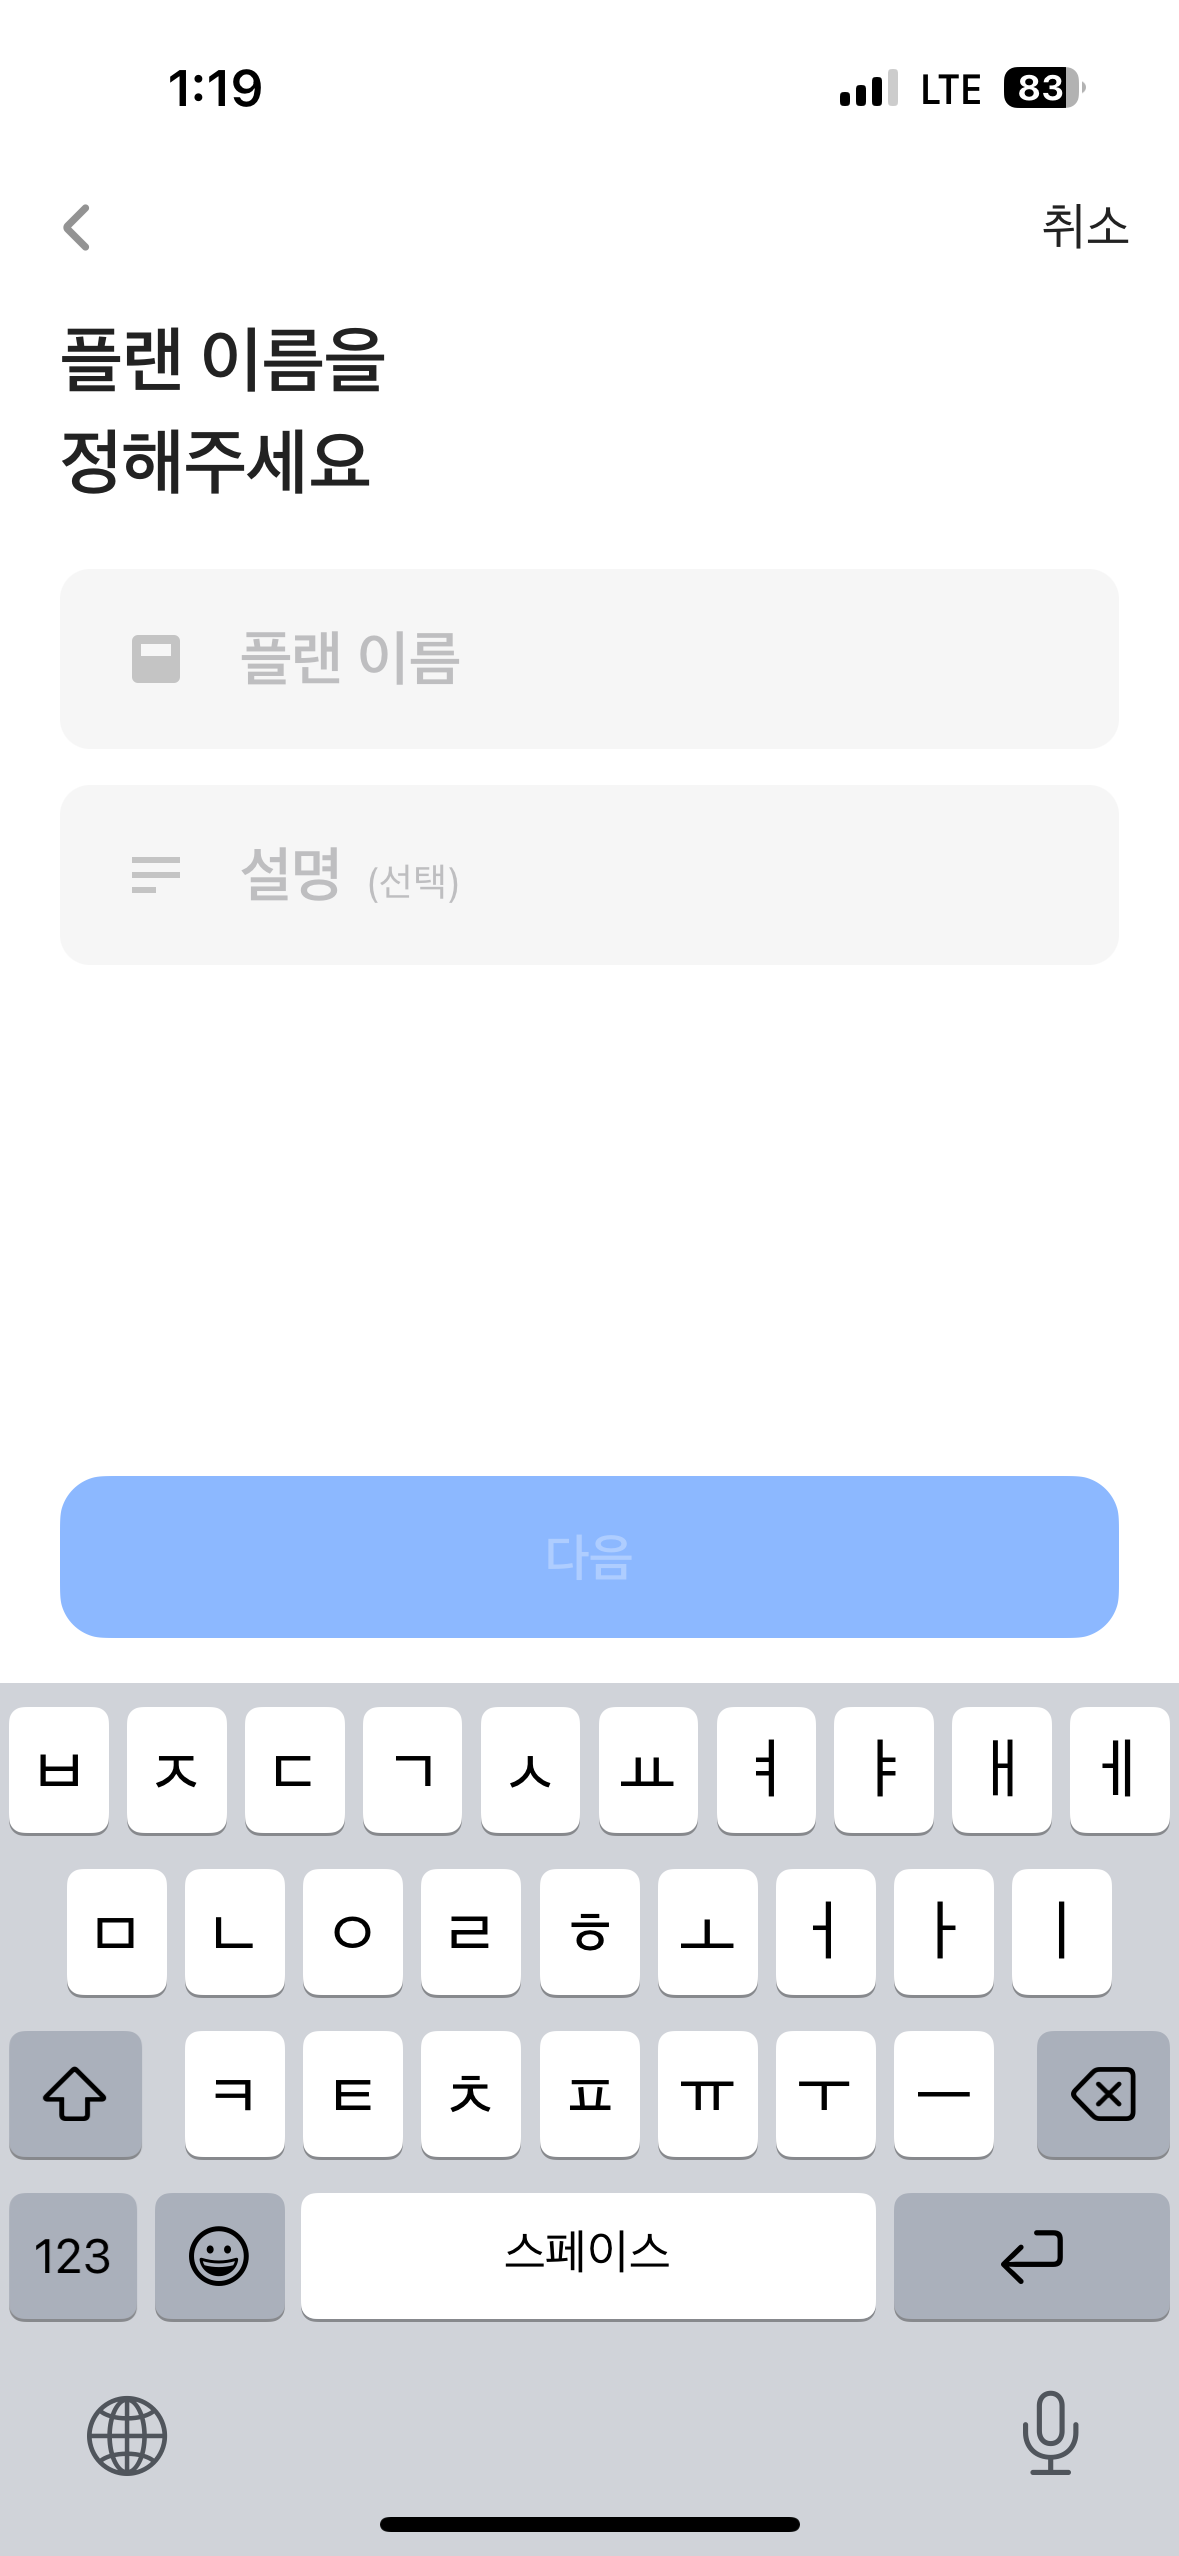 1:19 LTE 83
취소
플랜 이름을
정해주세요
플랜 이름
설명 (선택)
다음
ㅂ ㅈ ㄷ ㄱ ㅅ ㅛ ㅕ ㅑ ㅐ ㅔ
ㅁ ㄴ ㅇ ㄹ ㅎ ㅗ ㅓ ㅏ ㅣ
ㅋ ㅌ ㅊ ㅍ ㅠ ㅜ ㅡ
123 스페이스